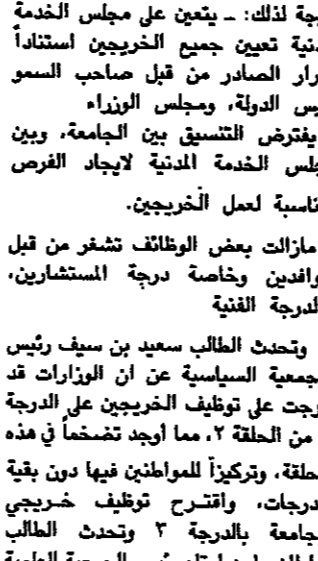 يجة لذلك: ـ يتعين على مجلس الخدمة
دنية تعيين جميع الخريجين استناداً
رار الصادر من قبل صاحب السمو
يس الدولة، ومجلس الوزراء
يفترض التنسيق بين الجامعة، وبين
جلس الخدمة المدنية لايجاد الفرص
ناسبة لعمل الخريجين.
مازالت بعض الوظائف تشغر من قبل
وافدين وخاصة درجة المستشارين،
لدرجة الفنية
وتحدث الطالب سعيد بن سيف رئيس
جمعية السياسية عن ان الوزارات قد
رجت على توظيف الخريجين على الدرجة
من الحلقة ٢، مما أوجد تضخماً في هذه
حلقة، وتركيزاً للمواطنين فيها دون بقية
درجات، واقترح توظيف خريجي
جامعة بالدرجة ٣ وتحدث الطالب